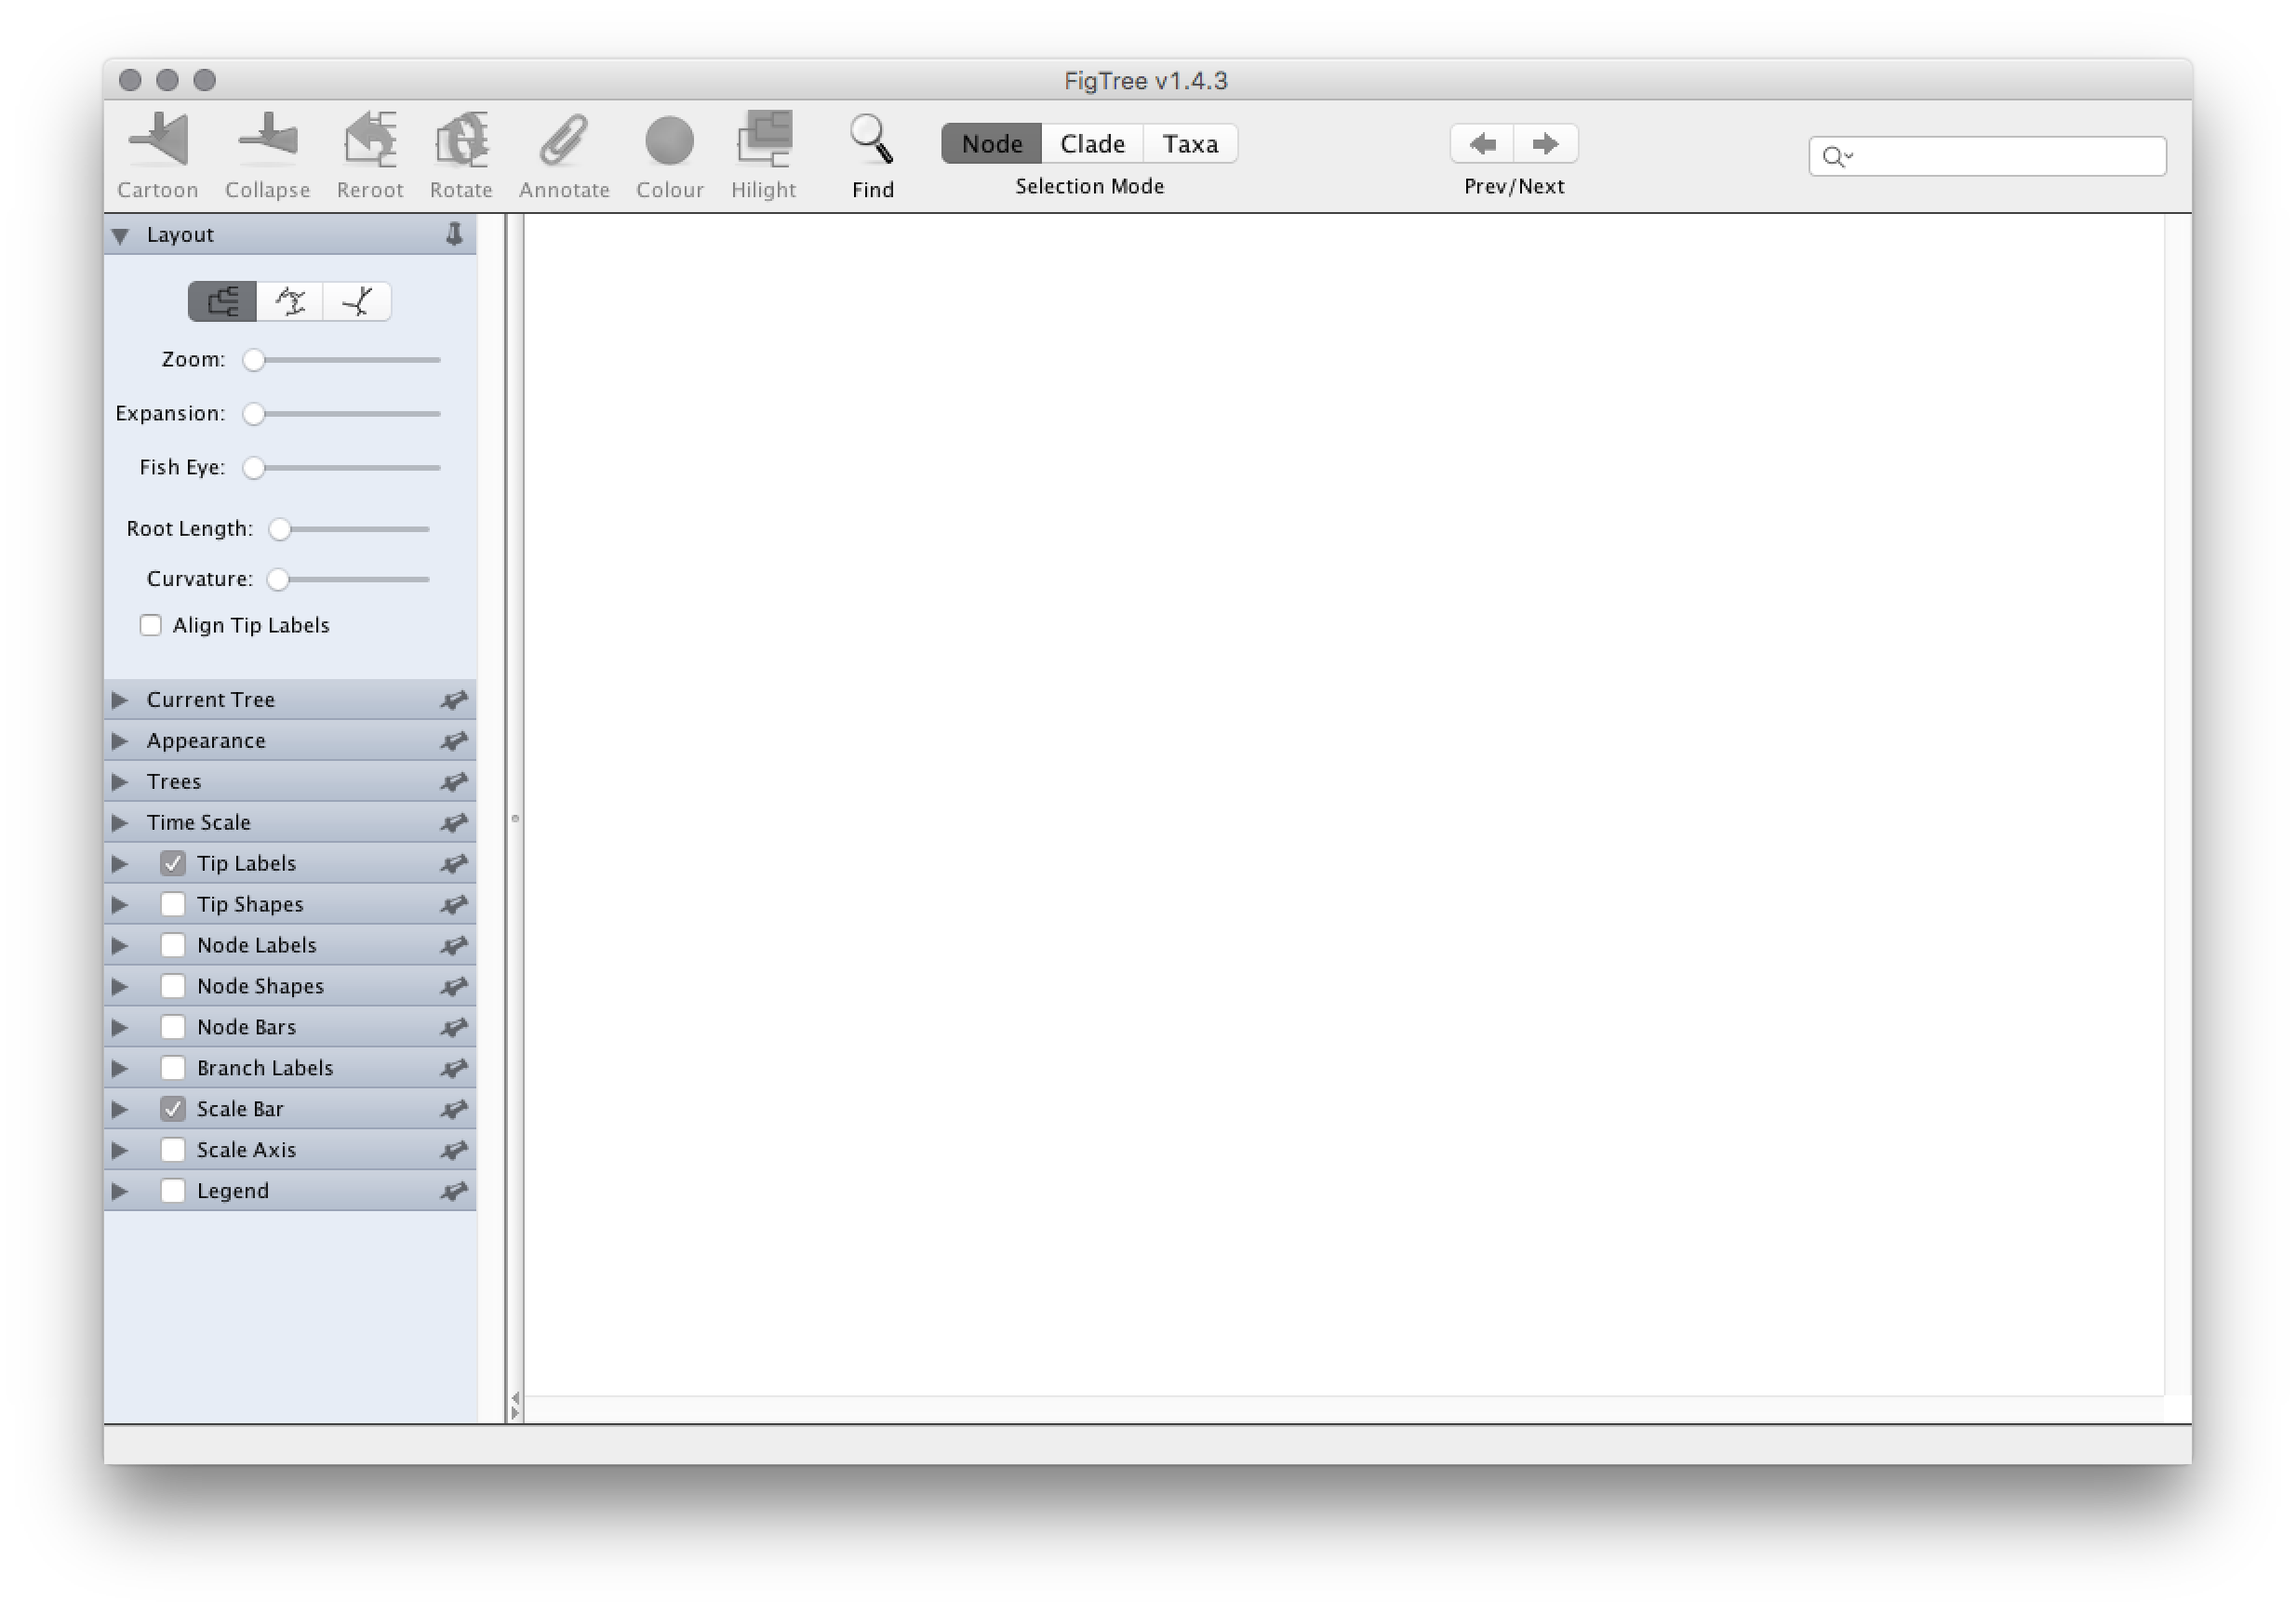 FigTree v1.4.3
Cartoon Collapse Reroot Rotate Annotate Colour Hilight Find
Node Clade Taxa
Selection Mode
Prev/Next
Layout
Zoom:
Expansion:
Fish Eye:
Root Length:
Curvature:
Align Tip Labels
Current Tree
Appearance
Trees
Time Scale
Tip Labels
Tip Shapes
Node Labels
Node Shapes
Node Bars
Branch Labels
Scale Bar
Scale Axis
Legend